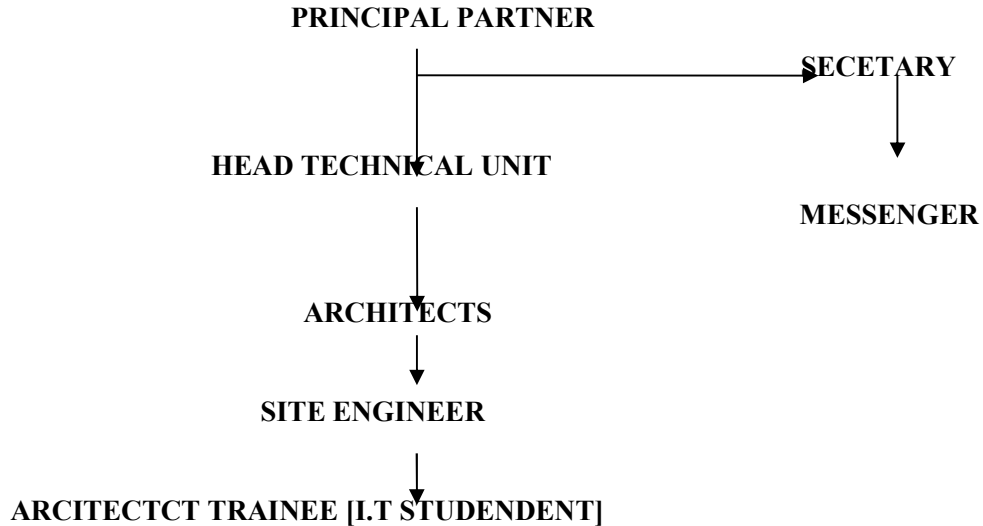 PRINCIPAL PARTNER
SECETARY
HEAD TECHNICAL UNIT
MESSENGER
ARCHITECTS
SITE ENGINEER
ARCITECTCT TRAINEE [I.T STUDENDENT]